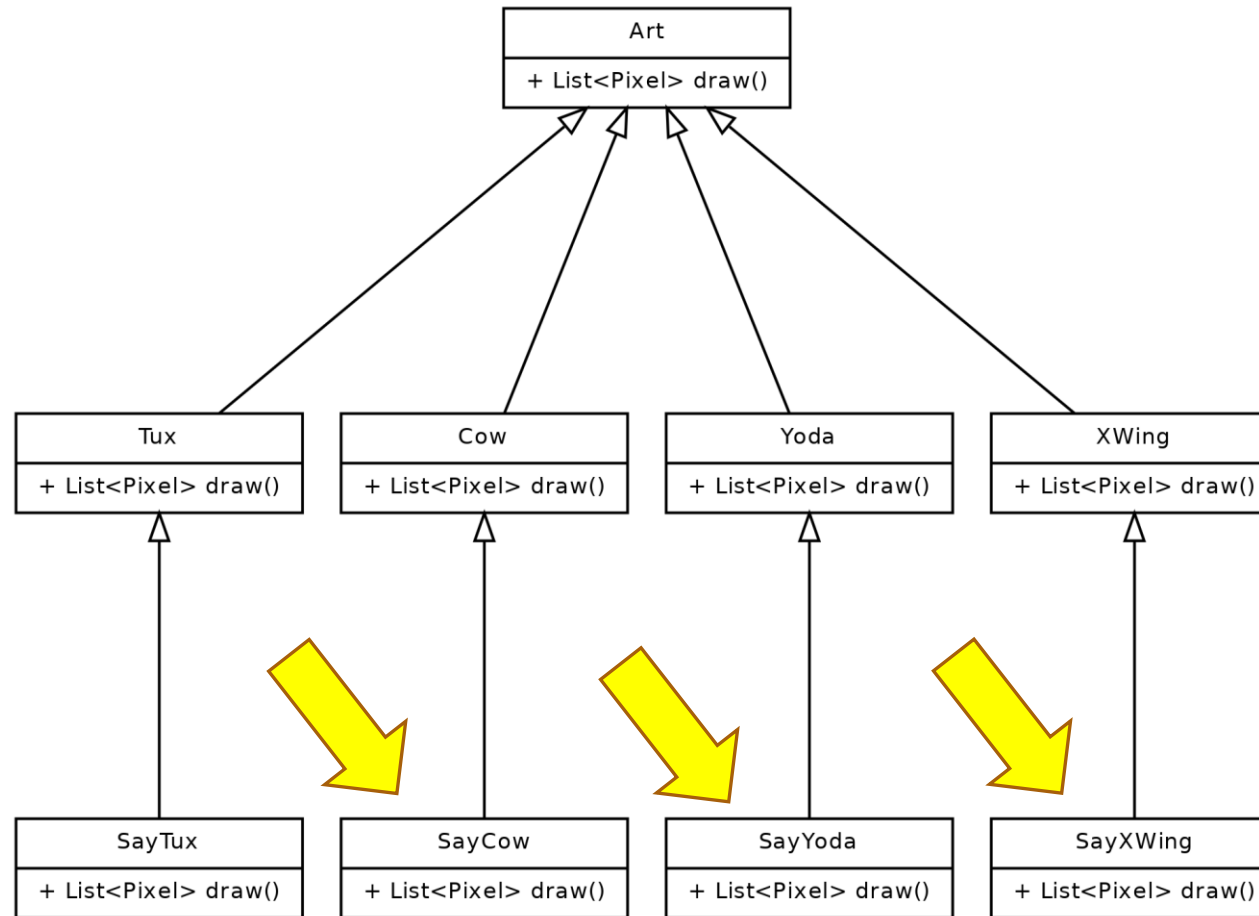 Art
+ List<Pixel> draw()
Tux
+ List<Pixel> draw()
Cow
+ List<Pixel> draw()
Yoda
+ List<Pixel> draw()
XWing
+ List<Pixel> draw()
SayTux
+ List<Pixel> draw()
SayCow
+ List<Pixel> draw()
SayYoda
+ List<Pixel> draw()
SayXWing
+ List<Pixel> draw()